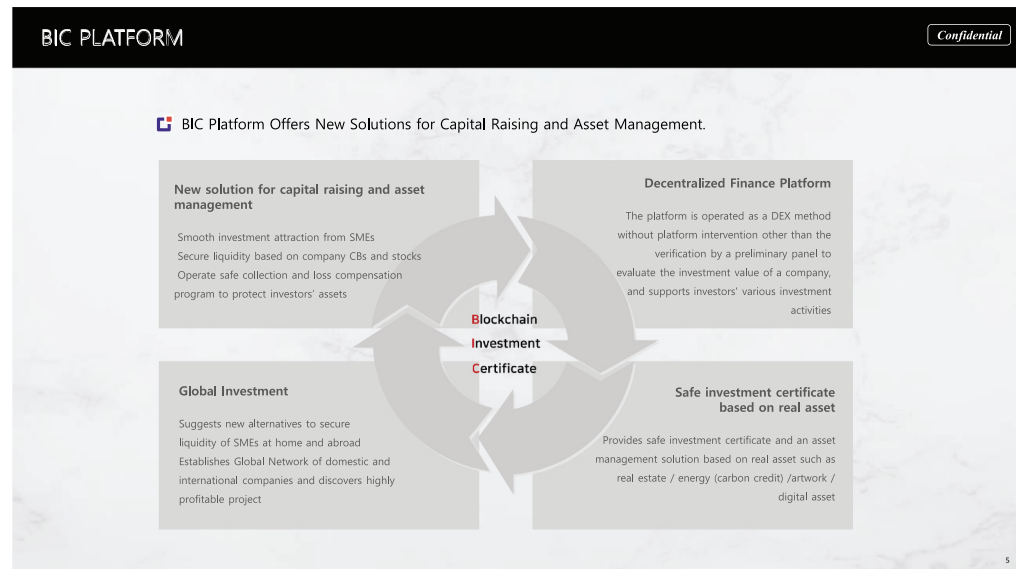 BIC PLATFORM
Confidential
BIC Platform Offers New Solutions for Capital Raising and Asset Management.
New solution for capital raising and asset
management
Smooth investment attraction from SMEs
Secure liquidity based on company CBs and stocks
Operate safe collection and loss compensation
program to protect investors' assets
Decentralized Finance Platform
The platform is operated as a DEX method
without platform intervention other than the
verification by a preliminary panel to
evaluate the investment value of a company,
and supports investors' various investment
activities
Blockchain
Investment
Certificate
Global Investment
Suggests new alternatives to secure
liquidity of SMEs at home and abroad
Establishes Global Network of domestic and
international companies and discovers highly
profitable project
Safe investment certificate
based on real asset
Provides safe investment certificate and an asset
management solution based on real asset such as
real estate / energy (carbon credit) /artwork /
digital asset
5